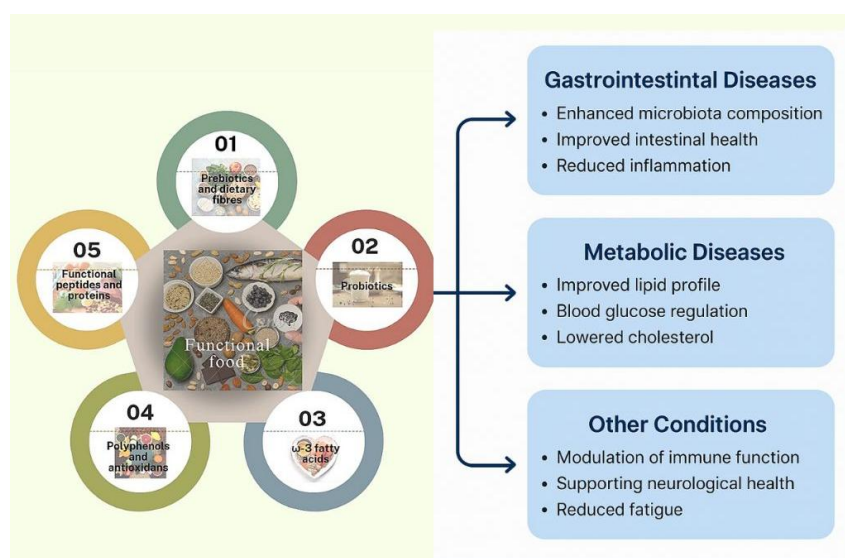 01
Prebiotics
and dietary
fibres
02
Probiotics
03
ω-3 fatty
acids
04
Polyphenols
and
antioxidans
05
Functional
peptides and
proteins
Functional
food
Gastrointestintal Diseases
• Enhanced microbiota composition
• Improved intestinal health
• Reduced inflammation
Metabolic Diseases
• Improved lipid profile
• Blood glucose regulation
• Lowered cholesterol
Other Conditions
• Modulation of immune function
• Supporting neurological health
• Reduced fatigue